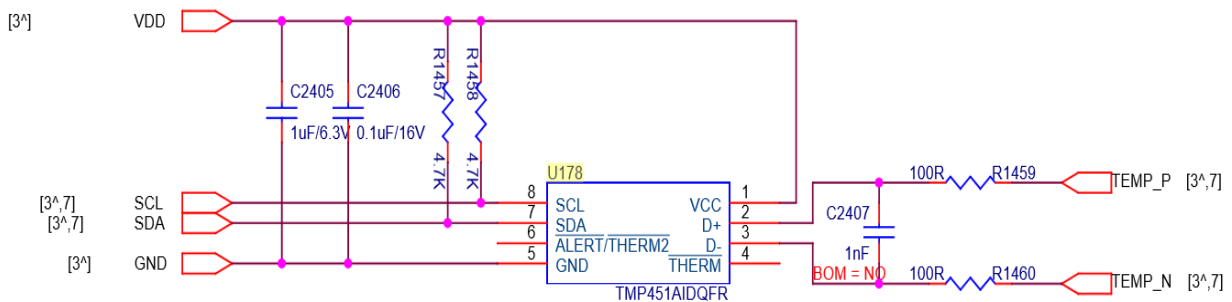 [3^] VDD
R1457
R1458
C2405 C2406
1uF/6.3V 0.1uF/16V
4.7K
4.7K
U178
[3^,7] SCL 8 SCL VCC 1
[3^,7] SDA 7 SDA D+ 2
6 ALERT/THERM2 D- 3
[3^] GND 5 GND THERM 4
TMP451AIDQFR
100R R1459 TEMP_P [3^,7]
C2407
1nF
BOM = NO
100R R1460 TEMP_N [3^,7]